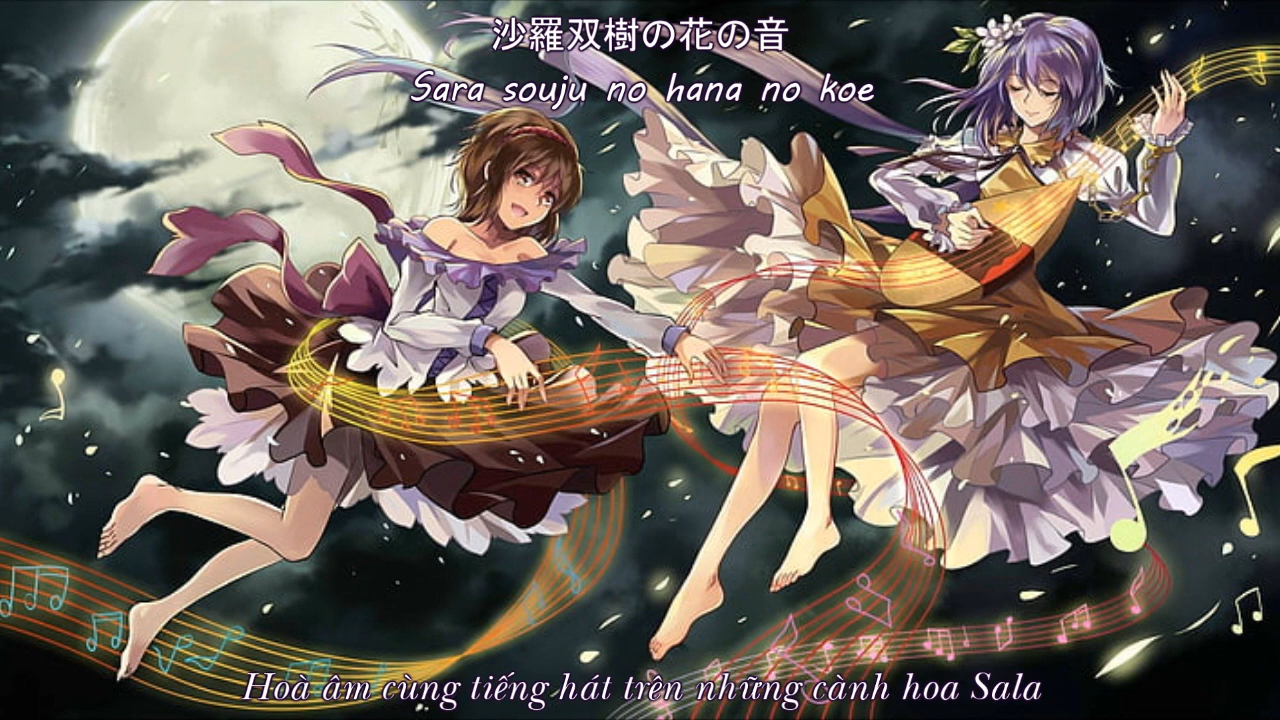 沙羅双樹の花の音
Sara souju no hana no koe
Hoà âm cùng tiếng hát trên những cành hoa Sala